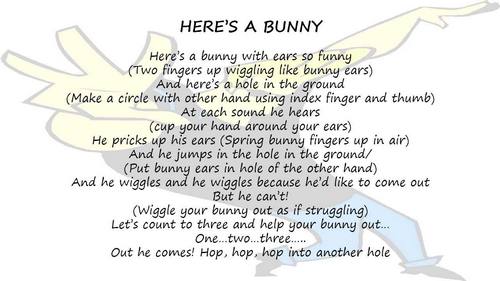 HERE'S A BUNNY
Here's a bunny with ears so funny
(Two fingers up wiggling like bunny ears)
And here's a hole in the ground
(Make a circle with other hand using index finger and thumb)
At each sound he hears
(cup your hand around your ears)
He pricks up his ears (Spring bunny fingers up in air)
And he jumps in the hole in the ground/
(Put bunny ears in hole of the other hand)
And he wiggles and he wiggles because he'd like to come out
But he can't!
(Wiggle your bunny out as if struggling)
Let's count to three and help your bunny out...
One...two...three.....
Out he comes! Hop, hop, hop into another hole